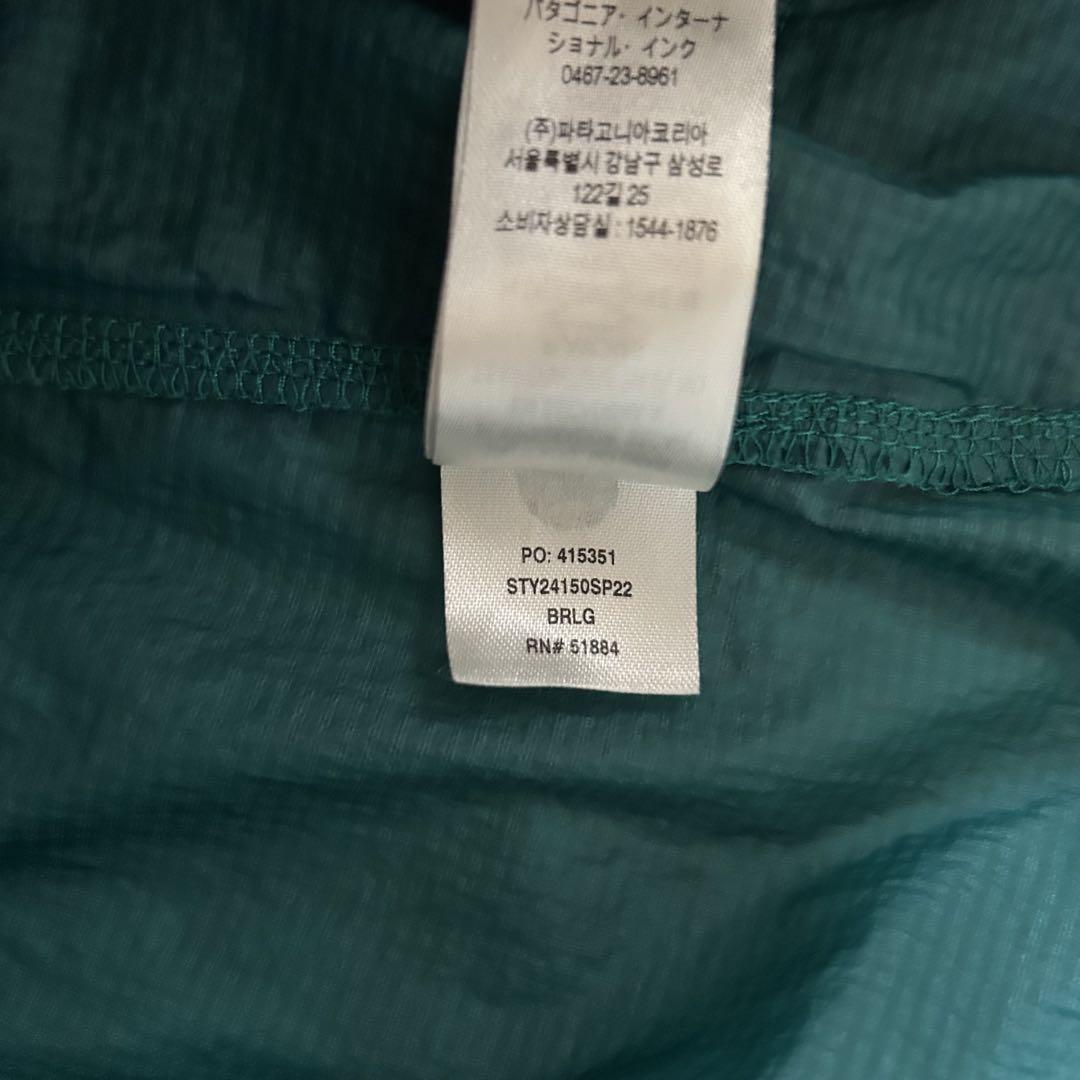 パタゴニア・インターナ
ショナル・インク
0467-23-8961
(주)파타고니아코리아
서울특별시 강남구 삼성로
122길 25
소비자상담실 : 1544-1876
PO: 415351
STY24150SP22
BRLG
RN# 51884